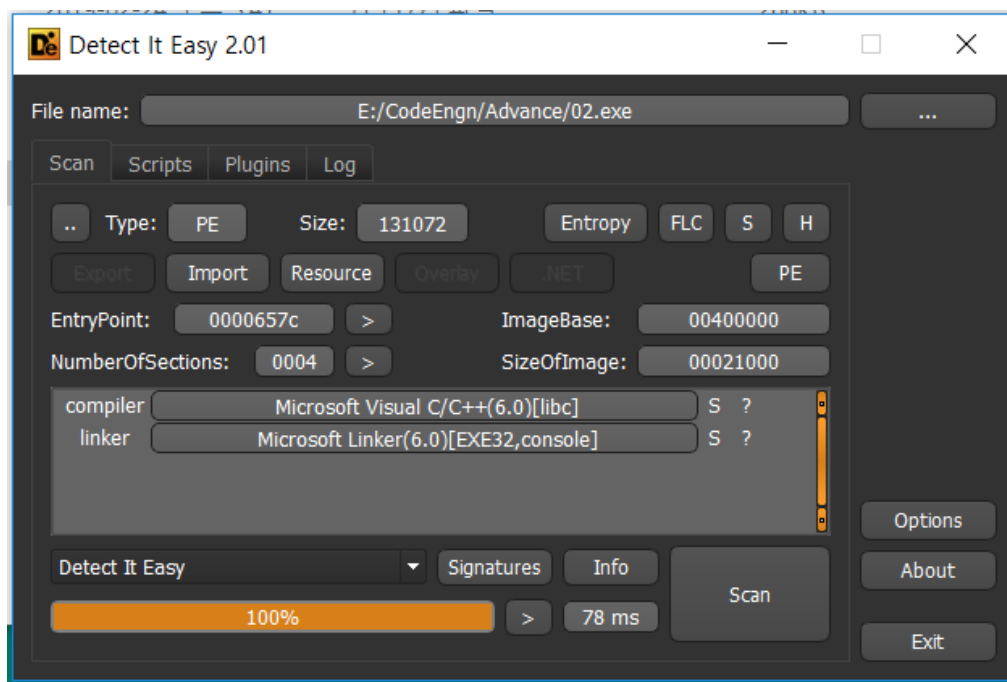 Detect It Easy 2.01
File name: E:/CodeEngn/Advance/02.exe ...
Scan Scripts Plugins Log
.. Type: PE Size: 131072 Entropy FLC S H
Export Import Resource Overlay .NET PE
EntryPoint: 0000657c > ImageBase: 00400000
NumberOfSections: 0004 > SizeOfImage: 00021000
compiler Microsoft Visual C/C++(6.0)[libc] S ?
linker Microsoft Linker(6.0)[EXE32,console] S ?
Options
Detect It Easy Signatures Info Scan About
100% > 78 ms
Exit